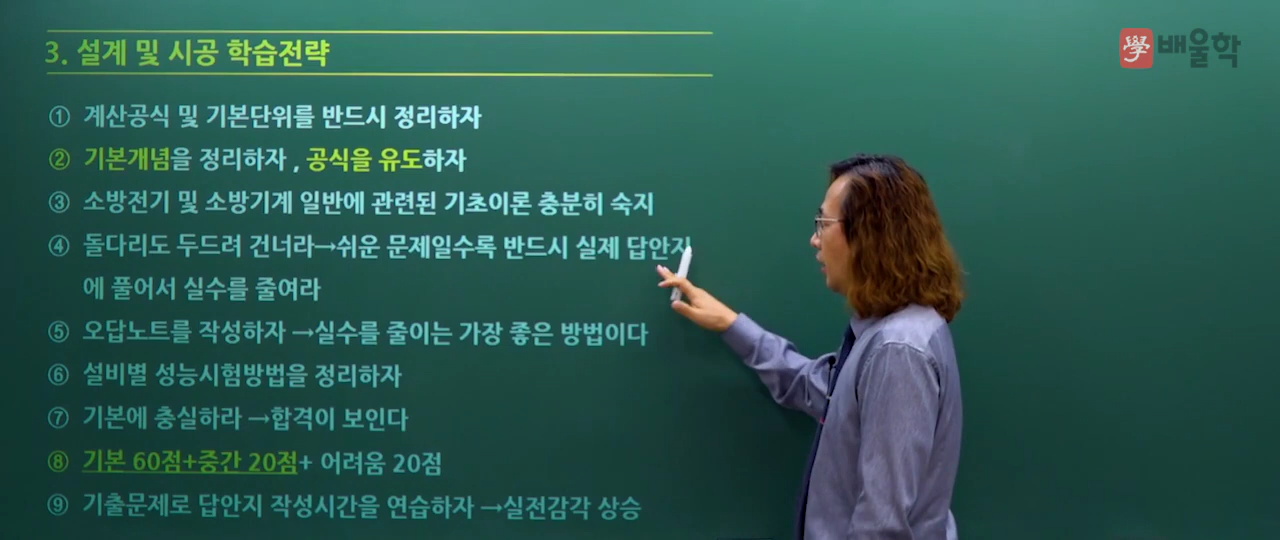 3. 설계 및 시공 학습전략
學 배울학
① 계산공식 및 기본단위를 반드시 정리하자
② 기본개념을 정리하자 , 공식을 유도하자
③ 소방전기 및 소방기계 일반에 관련된 기초이론 충분히 숙지
④ 돌다리도 두드려 건너라→쉬운 문제일수록 반드시 실제 답안지
에 풀어서 실수를 줄여라
⑤ 오답노트를 작성하자 →실수를 줄이는 가장 좋은 방법이다
⑥ 설비별 성능시험방법을 정리하자
⑦ 기본에 충실하라 →합격이 보인다
⑧ 기본 60점+중간 20점+ 어려움 20점
⑨ 기출문제로 답안지 작성시간을 연습하자 →실전감각 상승